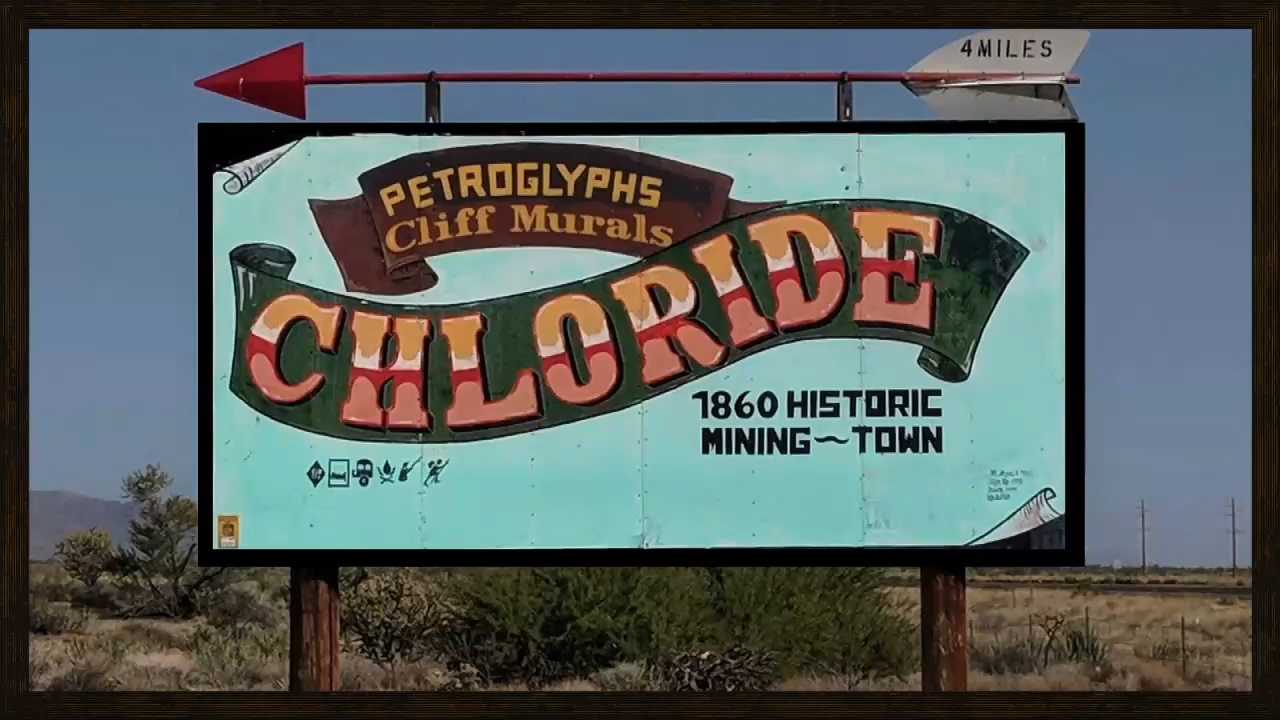 4 MILES
PETROGLYPHS
Cliff Murals
CHLORIDE
1860 HISTORIC
MINING~TOWN